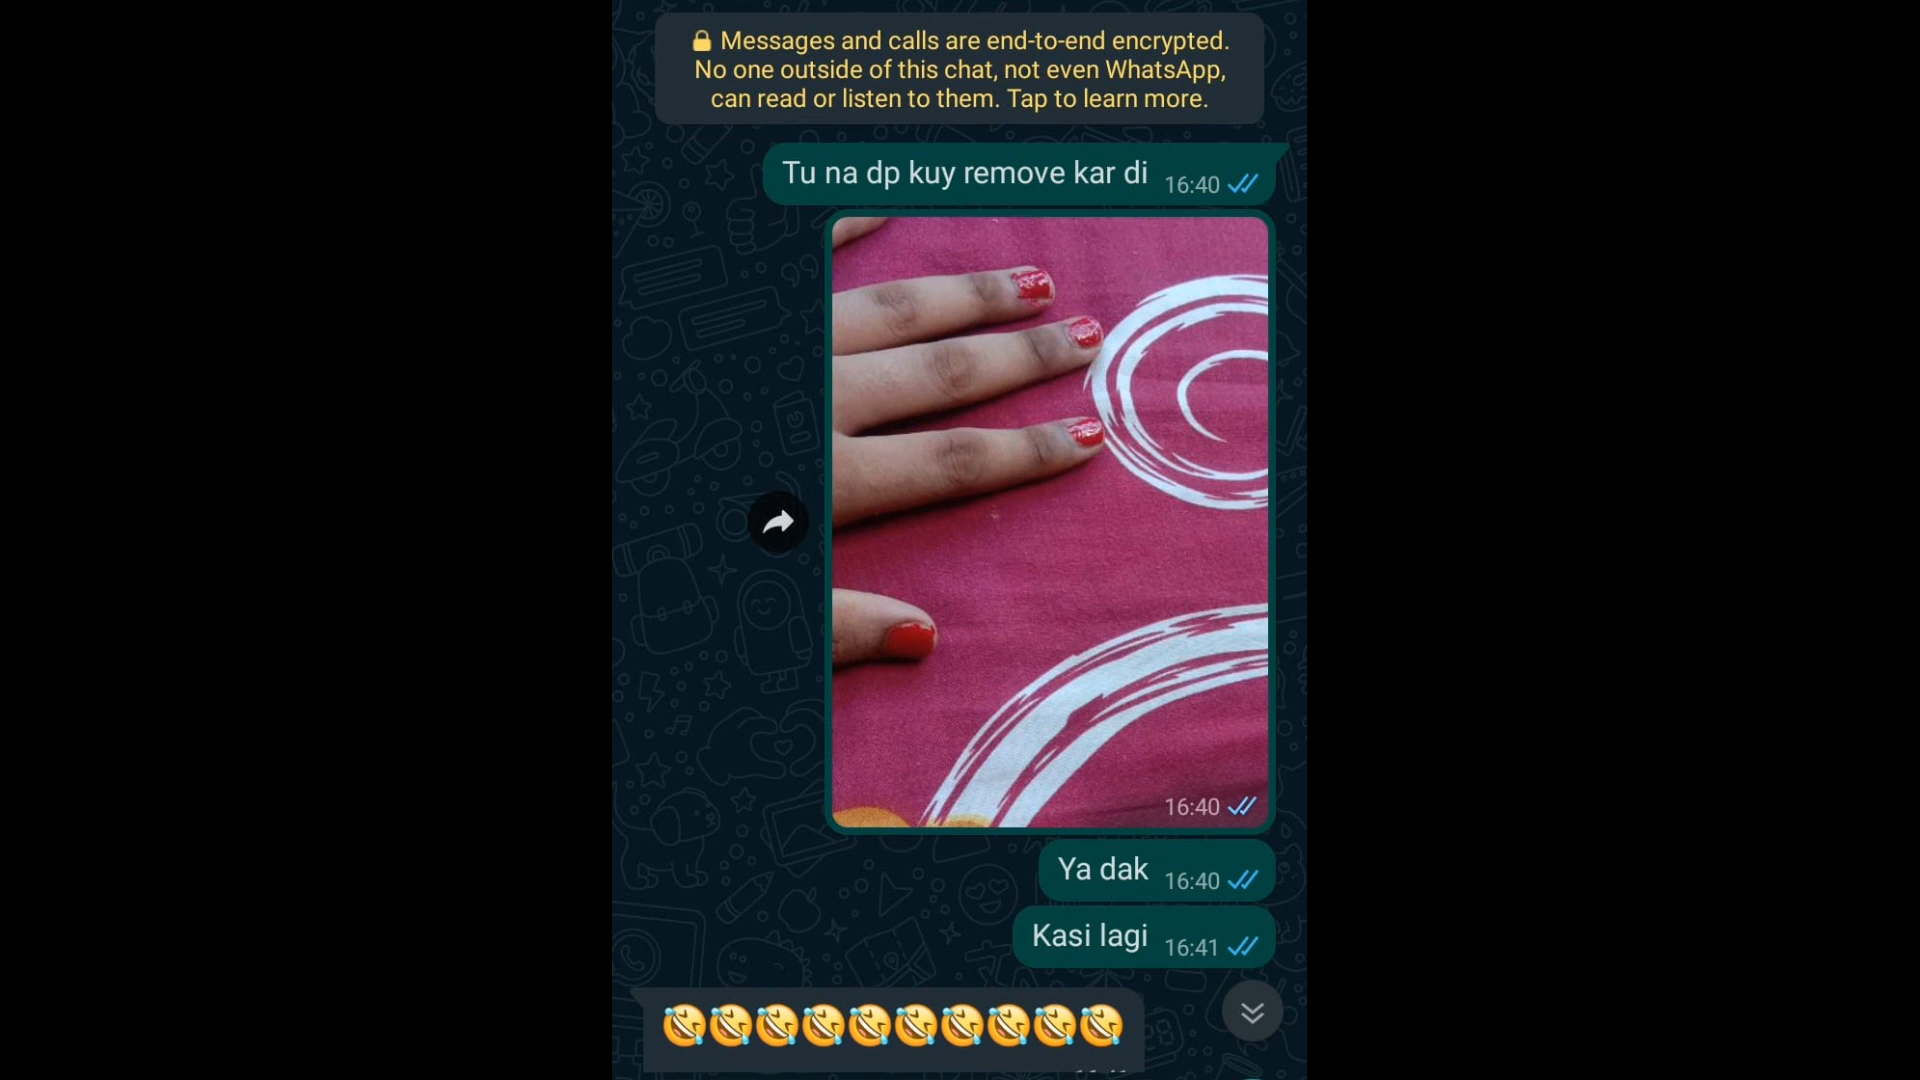 🔒 Messages and calls are end-to-end encrypted.
No one outside of this chat, not even WhatsApp,
can read or listen to them. Tap to learn more.
Tu na dp kuy remove kar di 16:40
16:40
Ya dak 16:40
Kasi lagi 16:41
🤣🤣🤣🤣🤣🤣🤣🤣🤣🤣